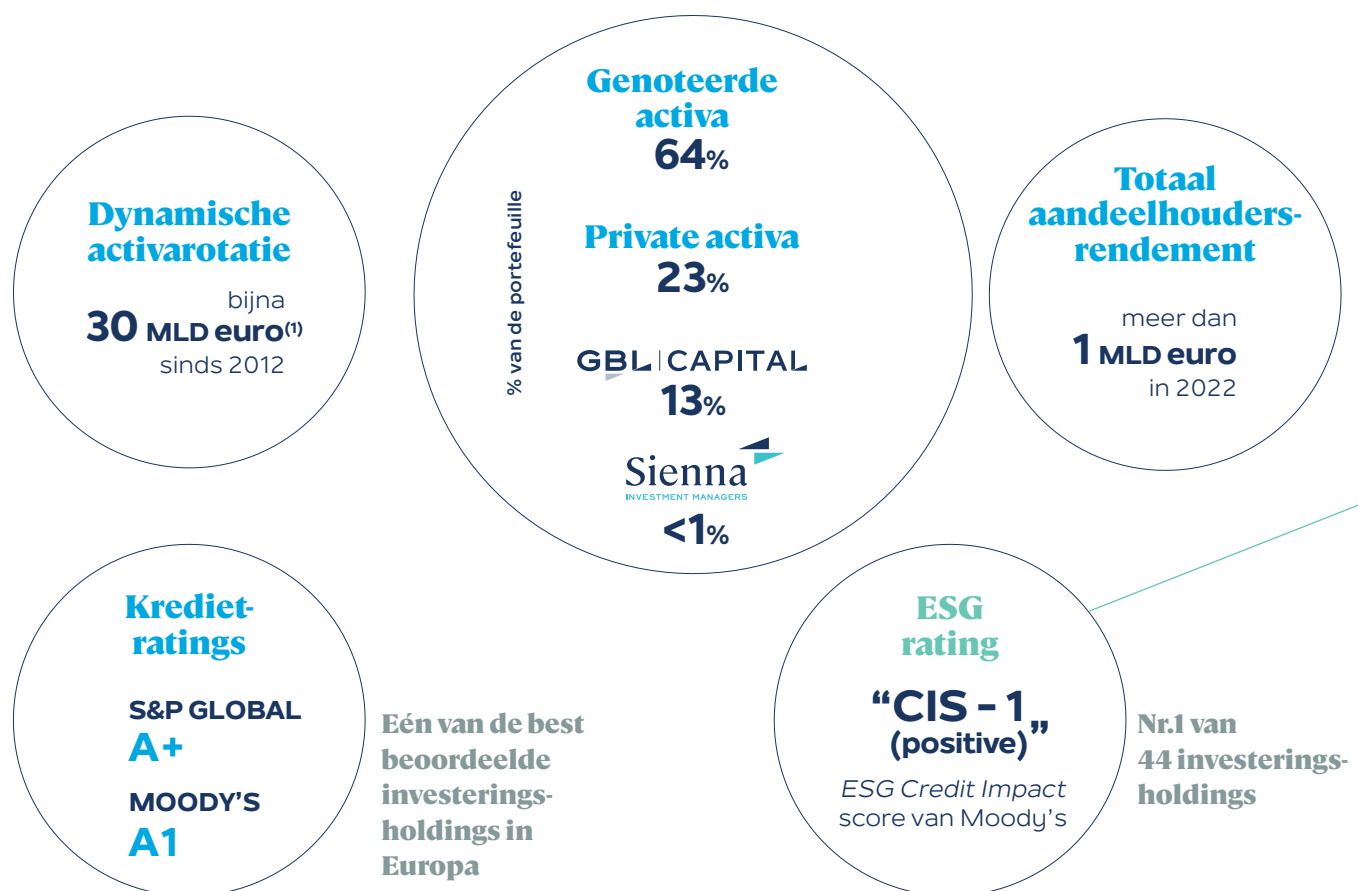 Dynamische
activarotatie
bijna
30 MLD euro(1)
sinds 2012
% van de portefeuille
Genoteerde
activa
64%
Private activa
23%
GBL | CAPITAL
13%
Sienna
INVESTMENT MANAGERS
<1%
Totaal
aandeelhouders-
rendement
meer dan
1 MLD euro
in 2022
Krediet-
ratings
S&P GLOBAL
A+
MOODY'S
A1
Eén van de best
beoordeelde
investerings-
holdings in
Europa
ESG
rating
“CIS - 1
(positive)„
ESG Credit Impact
score van Moody's
Nr.1 van
44 investerings-
holdings